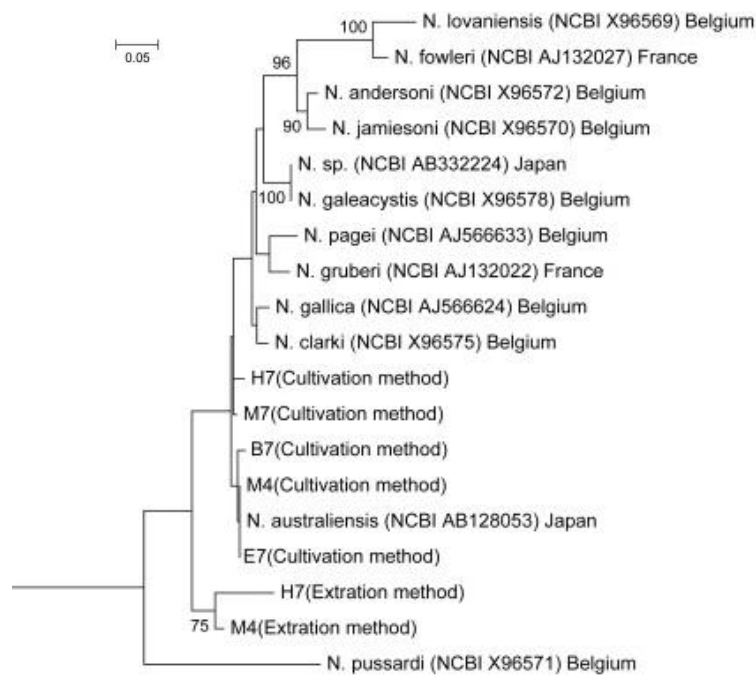 N. lovaniensis (NCBI X96569) Belgium
100
0.05
N. fowleri (NCBI AJ132027) France
96
N. andersoni (NCBI X96572) Belgium
90
N. jamiesoni (NCBI X96570) Belgium
N. sp. (NCBI AB332224) Japan
100
N. galeacystis (NCBI X96578) Belgium
N. pagei (NCBI AJ566633) Belgium
N. gruberi (NCBI AJ132022) France
N. gallica (NCBI AJ566624) Belgium
N. clarki (NCBI X96575) Belgium
H7(Cultivation method)
M7(Cultivation method)
B7(Cultivation method)
M4(Cultivation method)
N. australiensis (NCBI AB128053) Japan
E7(Cultivation method)
H7(Extration method)
75
M4(Extration method)
N. pussardi (NCBI X96571) Belgium